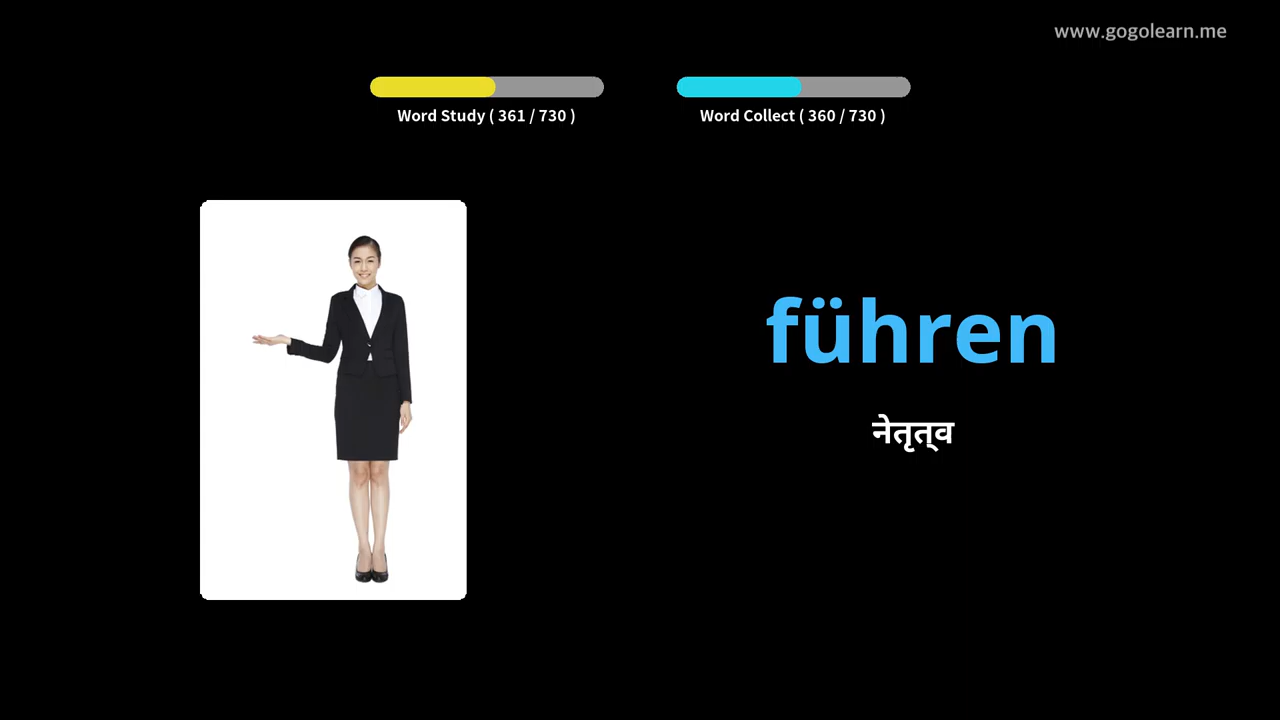 www.gogolearn.me
Word Study ( 361 / 730 )
Word Collect ( 360 / 730 )
führen
नेतृत्व